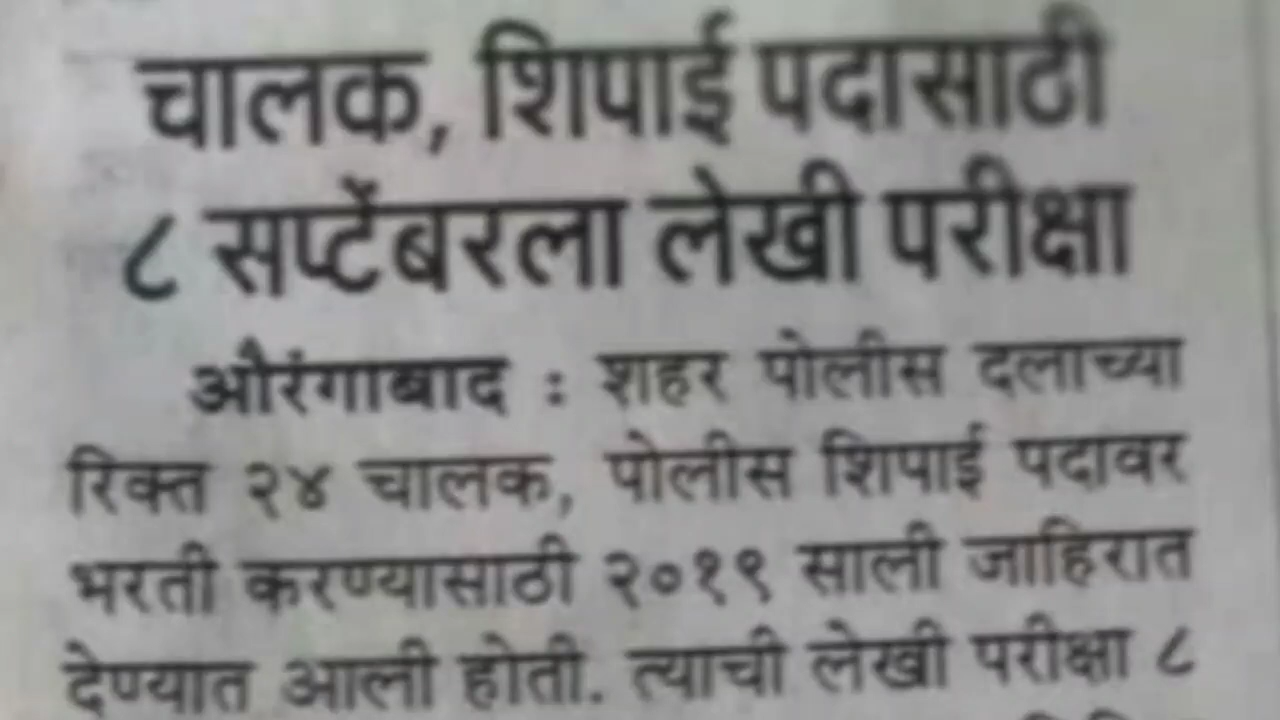 चालक, शिपाई पदासाठी
८ सप्टेंबरला लेखी परीक्षा
औरंगाबाद : शहर पोलीस दलाच्या
रिक्त २४ चालक, पोलीस शिपाई पदावर
भरती करण्यासाठी २०१९ साली जाहिरात
देण्यात आली होती. त्याची लेखी परीक्षा ८